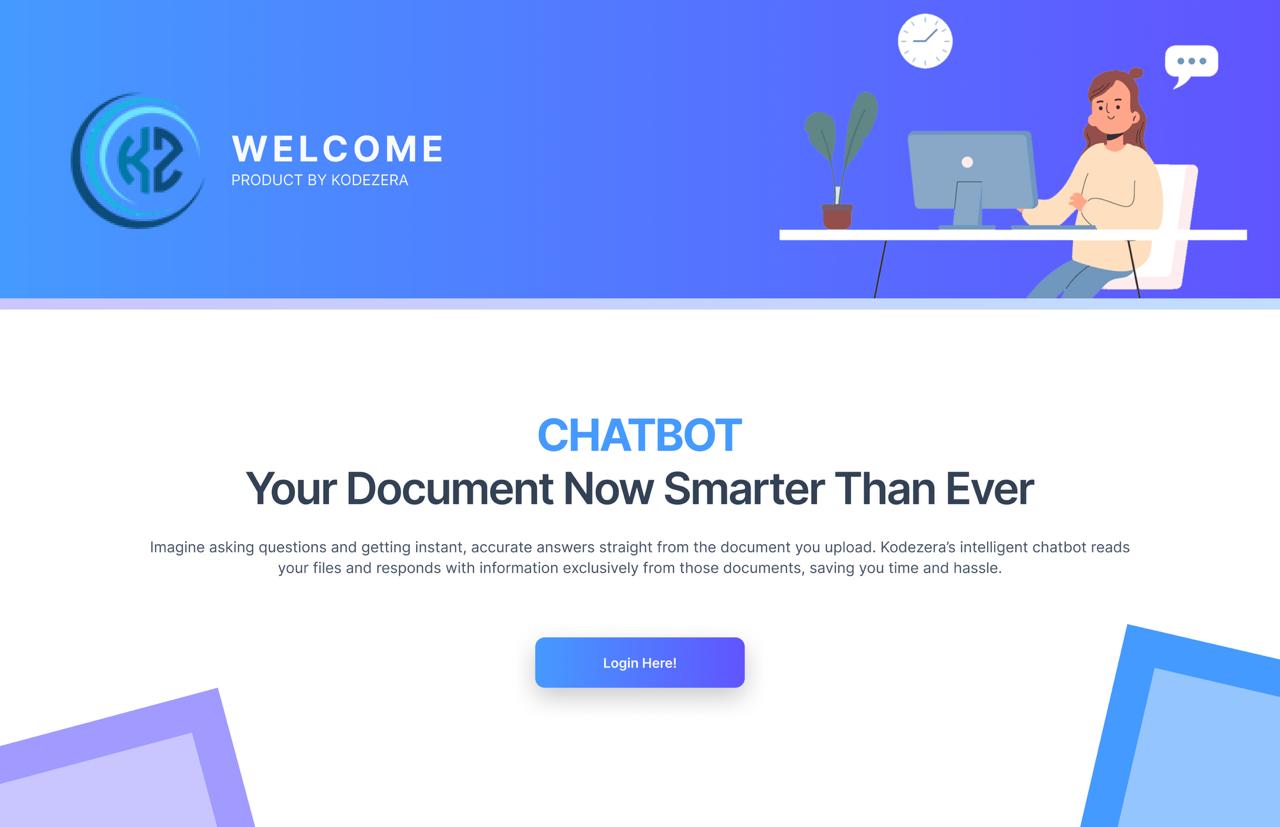 KZ
WELCOME
PRODUCT BY KODEZERA
CHATBOT
Your Document Now Smarter Than Ever
Imagine asking questions and getting instant, accurate answers straight from the document you upload. Kodezera’s intelligent chatbot reads
your files and responds with information exclusively from those documents, saving you time and hassle.
Login Here!